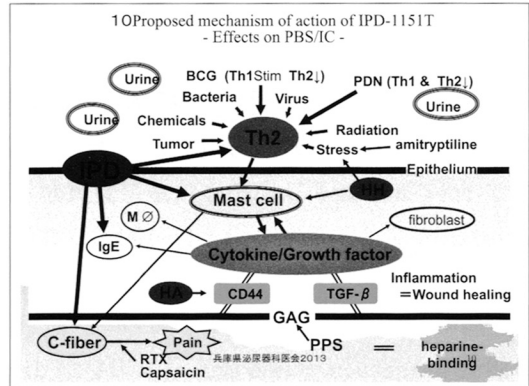 10Proposed mechanism of action of IPD-1151T
- Effects on PBS/IC -
Urine
BCG (Th1Stim Th2↓)
PDN (Th1 & Th2↓)
Urine
Bacteria
Virus
Urine
Chemicals
Th2
Radiation
Tumor
Stress
amitryptiline
Epithelium
IPD
HH
Mast cell
M Ø
fibroblast
IgE
Cytokine/Growth factor
Inflammation
HA
CD44
TGF-β
=Wound healing
GAG
C-fiber
Pain
PPS
=
heparine-
binding
RTX
Capsaicin
兵庫県泌尿器科医会2013
10